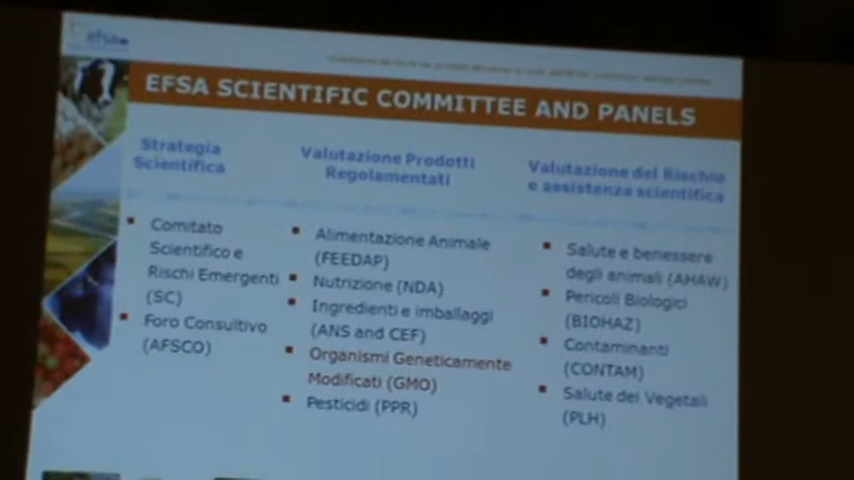 efsa
EFSA SCIENTIFIC COMMITTEE AND PANELS
Strategia
Scientifica
Comitato
Scientifico e
Rischi Emergenti
(SC)
Foro Consultivo
(AFSCO)
Valutazione Prodotti
Regolamentati
Alimentazione Animale
(FEEDAP)
Nutrizione (NDA)
Ingredienti e imballaggi
(ANS and CEF)
Organismi Geneticamente
Modificati (GMO)
Pesticidi (PPR)
Valutazione del Rischio
e assistenza scientifica
Salute e benessere
degli animali (AHAW)
Pericoli Biologici
(BIOHAZ)
Contaminanti
(CONTAM)
Salute dei Vegetali
(PLH)